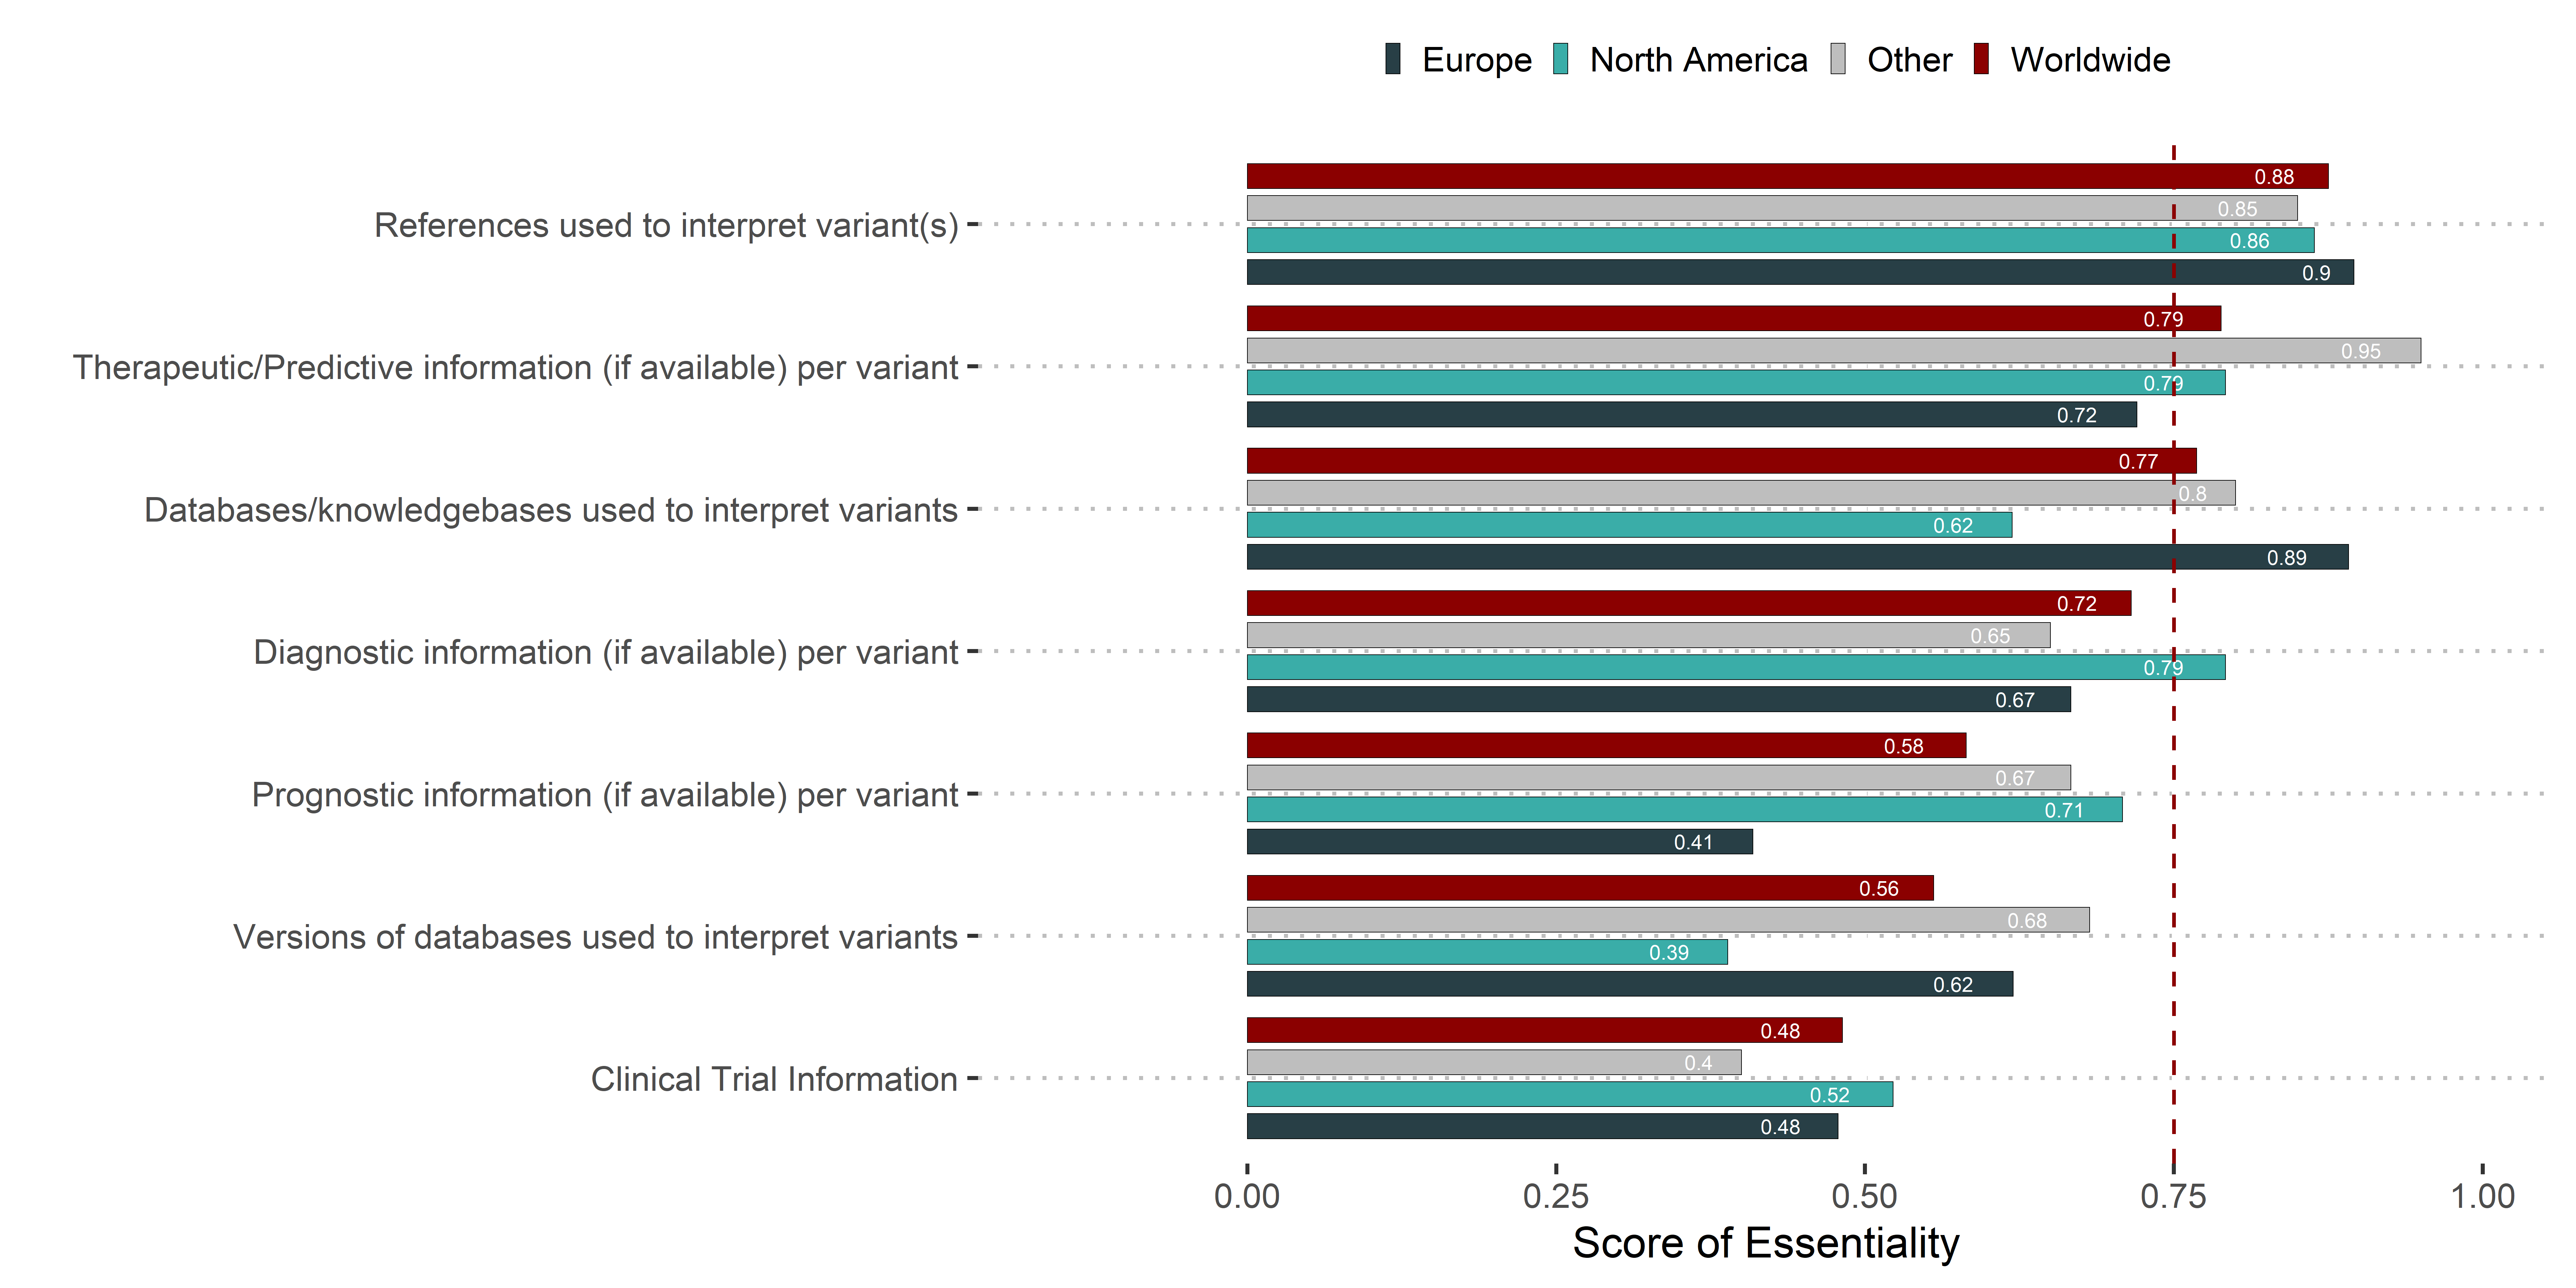 Europe North America Other Worldwide
References used to interpret variant(s)
0.88
0.85
0.86
0.9
Therapeutic/Predictive information (if available) per variant
0.79
0.95
0.79
0.72
Databases/knowledgebases used to interpret variants
0.77
0.8
0.62
0.89
Diagnostic information (if available) per variant
0.72
0.65
0.79
0.67
Prognostic information (if available) per variant
0.58
0.67
0.71
0.41
Versions of databases used to interpret variants
0.56
0.68
0.39
0.62
Clinical Trial Information
0.48
0.4
0.52
0.48
0.00 0.25 0.50 0.75 1.00
Score of Essentiality